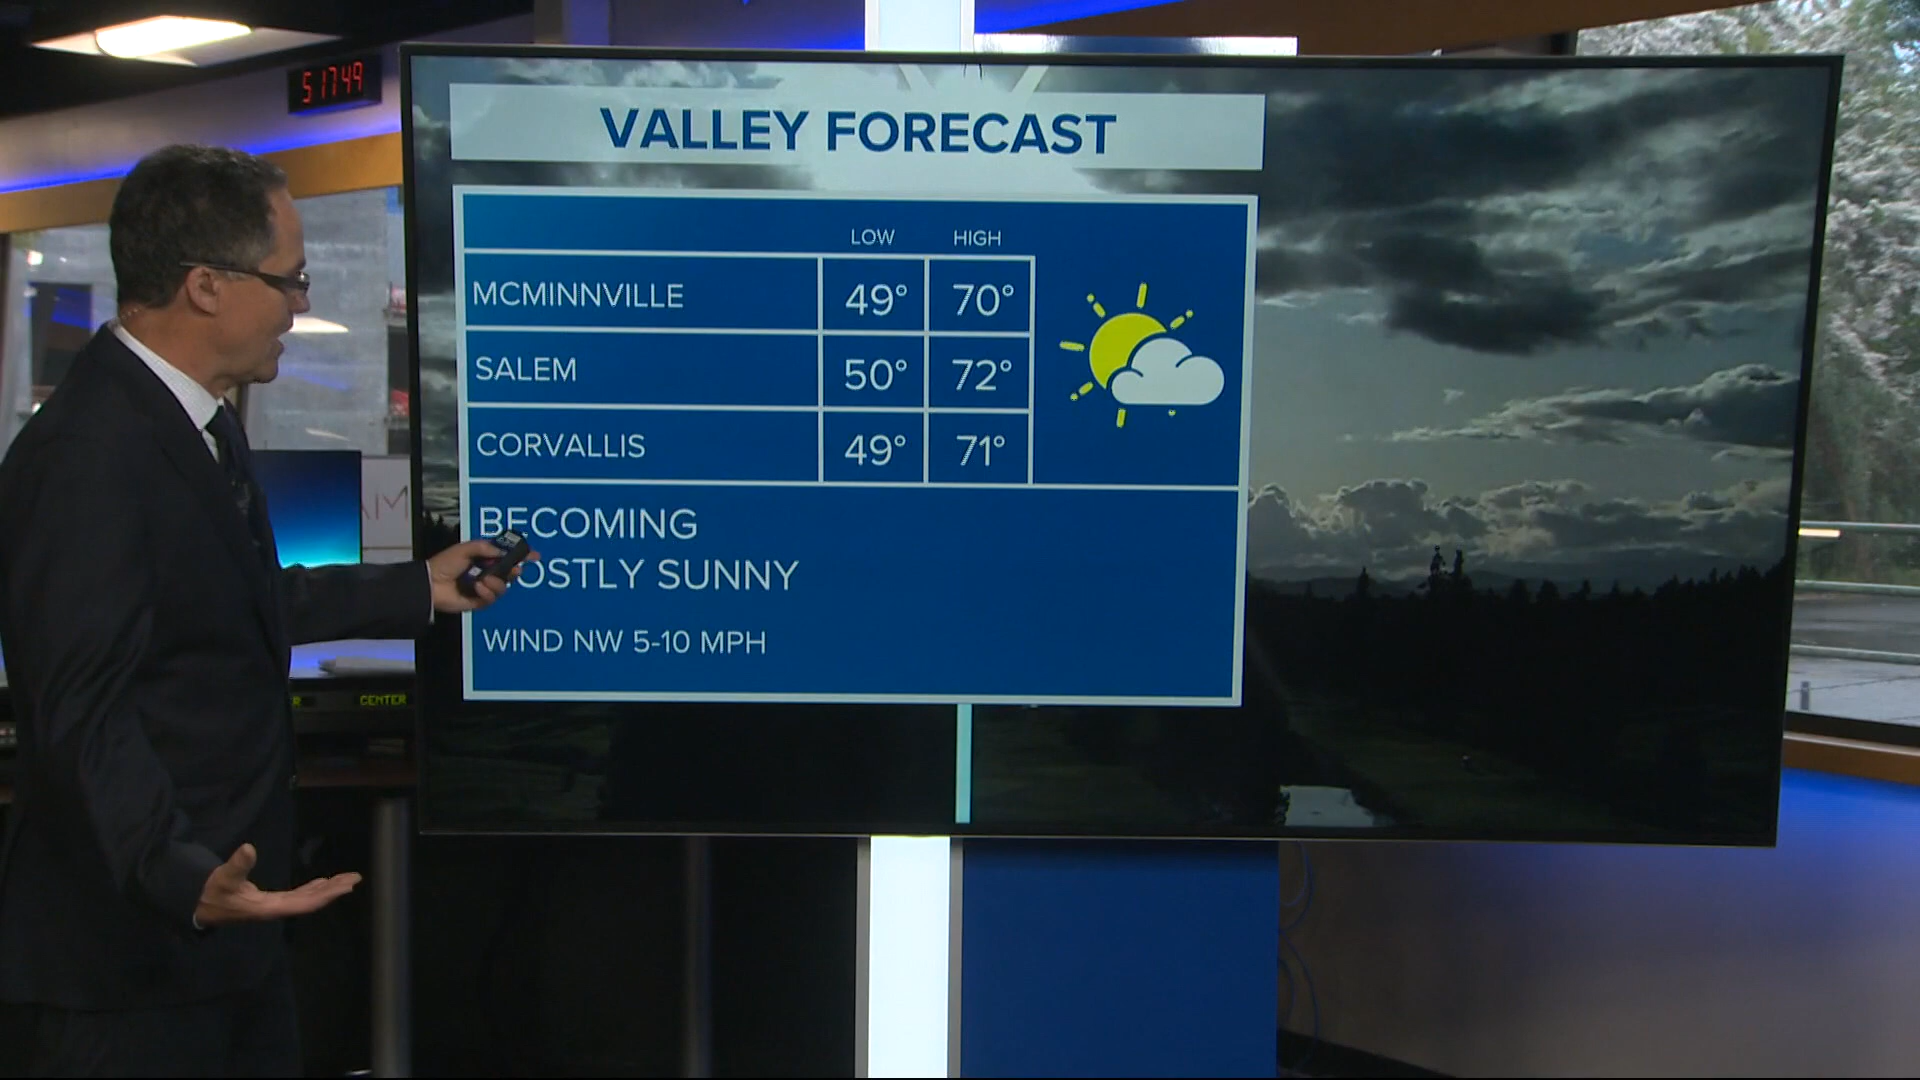 51749
VALLEY FORECAST
LOW HIGH
MCMINNVILLE 49° 70°
SALEM 50° 72°
CORVALLIS 49° 71°
BECOMING
OSTLY SUNNY
WIND NW 5-10 MPH
AM
R CENTER